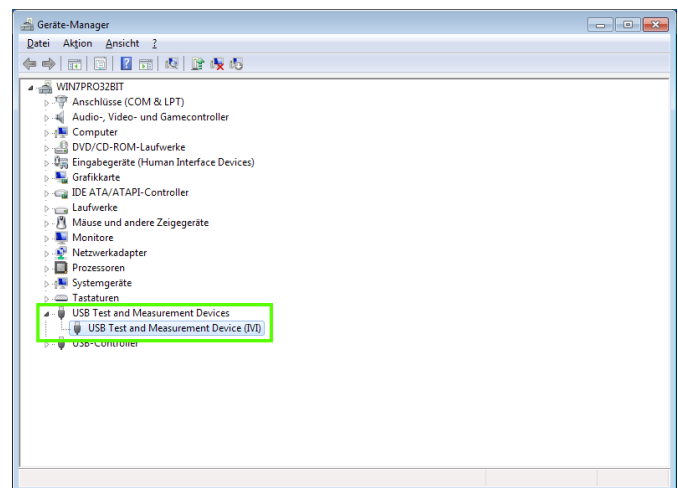 Geräte-Manager
Datei Aktion Ansicht ?
WIN7PRO32BIT
Anschlüsse (COM & LPT)
Audio-, Video- und Gamecontroller
Computer
DVD/CD-ROM-Laufwerke
Eingabegeräte (Human Interface Devices)
Grafikkarte
IDE ATA/ATAPI-Controller
Laufwerke
Mäuse und andere Zeigegeräte
Monitore
Netzwerkadapter
Prozessoren
Systemgeräte
Tastaturen
USB Test and Measurement Devices
USB Test and Measurement Device (IVI)
USB-Controller